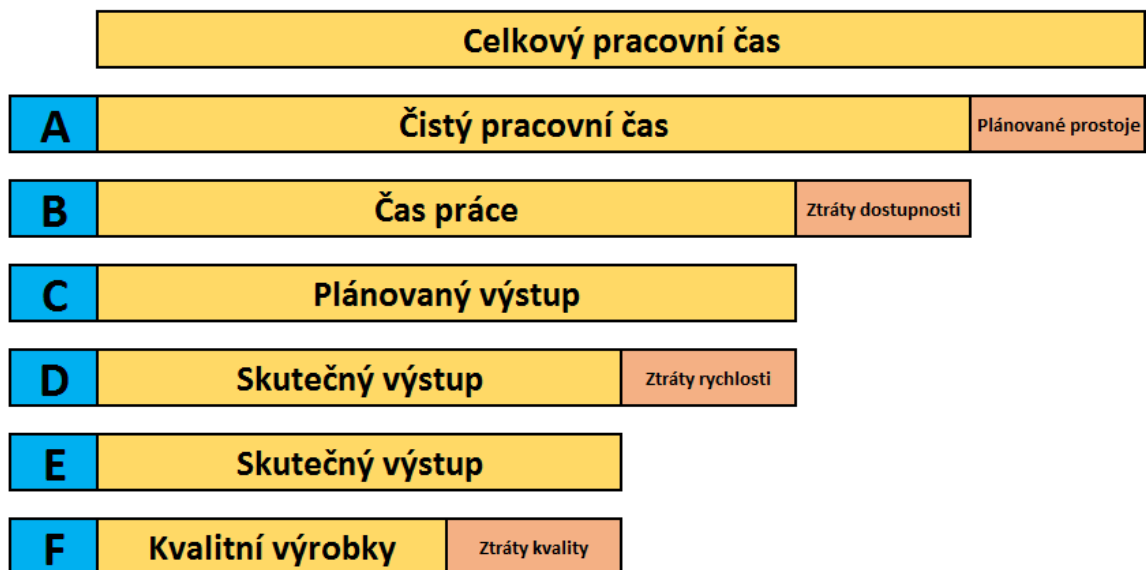 Celkový pracovní čas
A Čistý pracovní čas Plánované prostoje
B Čas práce Ztráty dostupnosti
C Plánovaný výstup
D Skutečný výstup Ztráty rychlosti
E Skutečný výstup
F Kvalitní výrobky Ztráty kvality